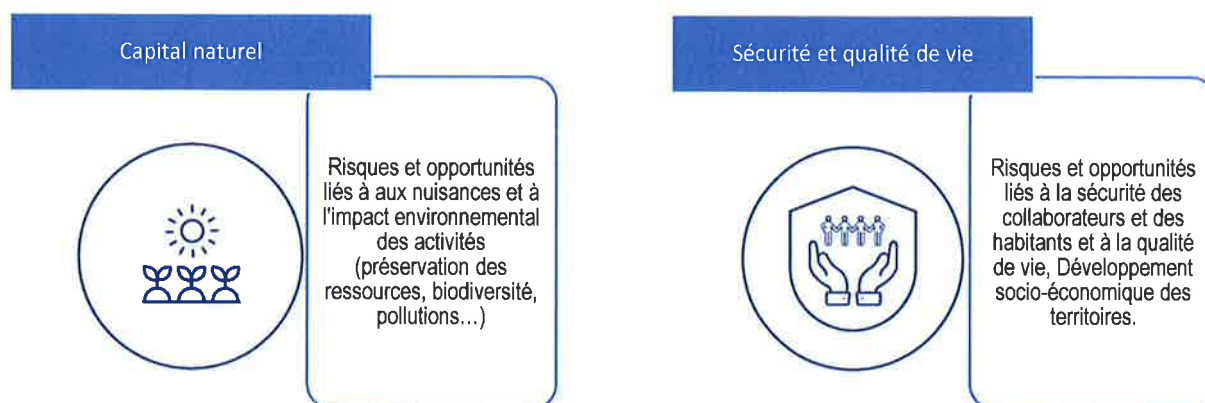 Capital naturel
Risques et opportunités
liés à aux nuisances et à
l'impact environnemental
des activités
(préservation des
ressources, biodiversité,
pollutions…)
Sécurité et qualité de vie
Risques et opportunités
liés à la sécurité des
collaborateurs et des
habitants et à la qualité
de vie, Développement
socio-économique des
territoires.